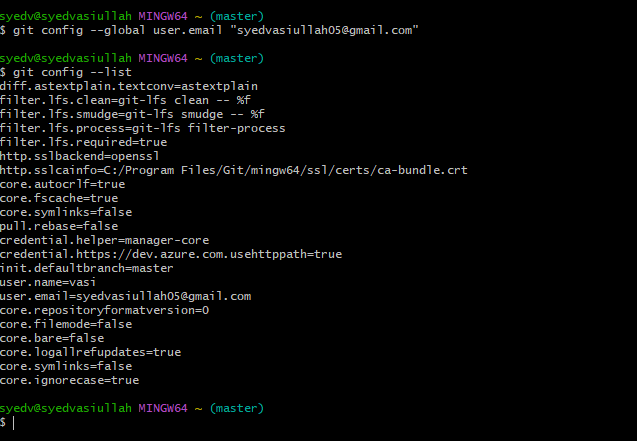 syedv@syedvasiullah MINGW64 ~ (master)
$ git config --global user.email "syedvasiullah05@gmail.com"
syedv@syedvasiullah MINGW64 ~ (master)
$ git config --list
diff.astextplain.textconv=astextplain
filter.lfs.clean=git-lfs clean -- %f
filter.lfs.smudge=git-lfs smudge -- %f
filter.lfs.process=git-lfs filter-process
filter.lfs.required=true
http.sslbackend=openssl
http.sslcainfo=C:/Program Files/Git/mingw64/ssl/certs/ca-bundle.crt
core.autocrlf=true
core.fscache=true
core.symlinks=false
pull.rebase=false
credential.helper=manager-core
credential.https://dev.azure.com.usehttppath=true
init.defaultbranch=master
user.name=vasi
user.email=syedvasiullah05@gmail.com
core.repositoryformatversion=0
core.filemode=false
core.bare=false
core.logallrefupdates=true
core.symlinks=false
core.ignorecase=true
syedv@syedvasiullah MINGW64 ~ (master)
$